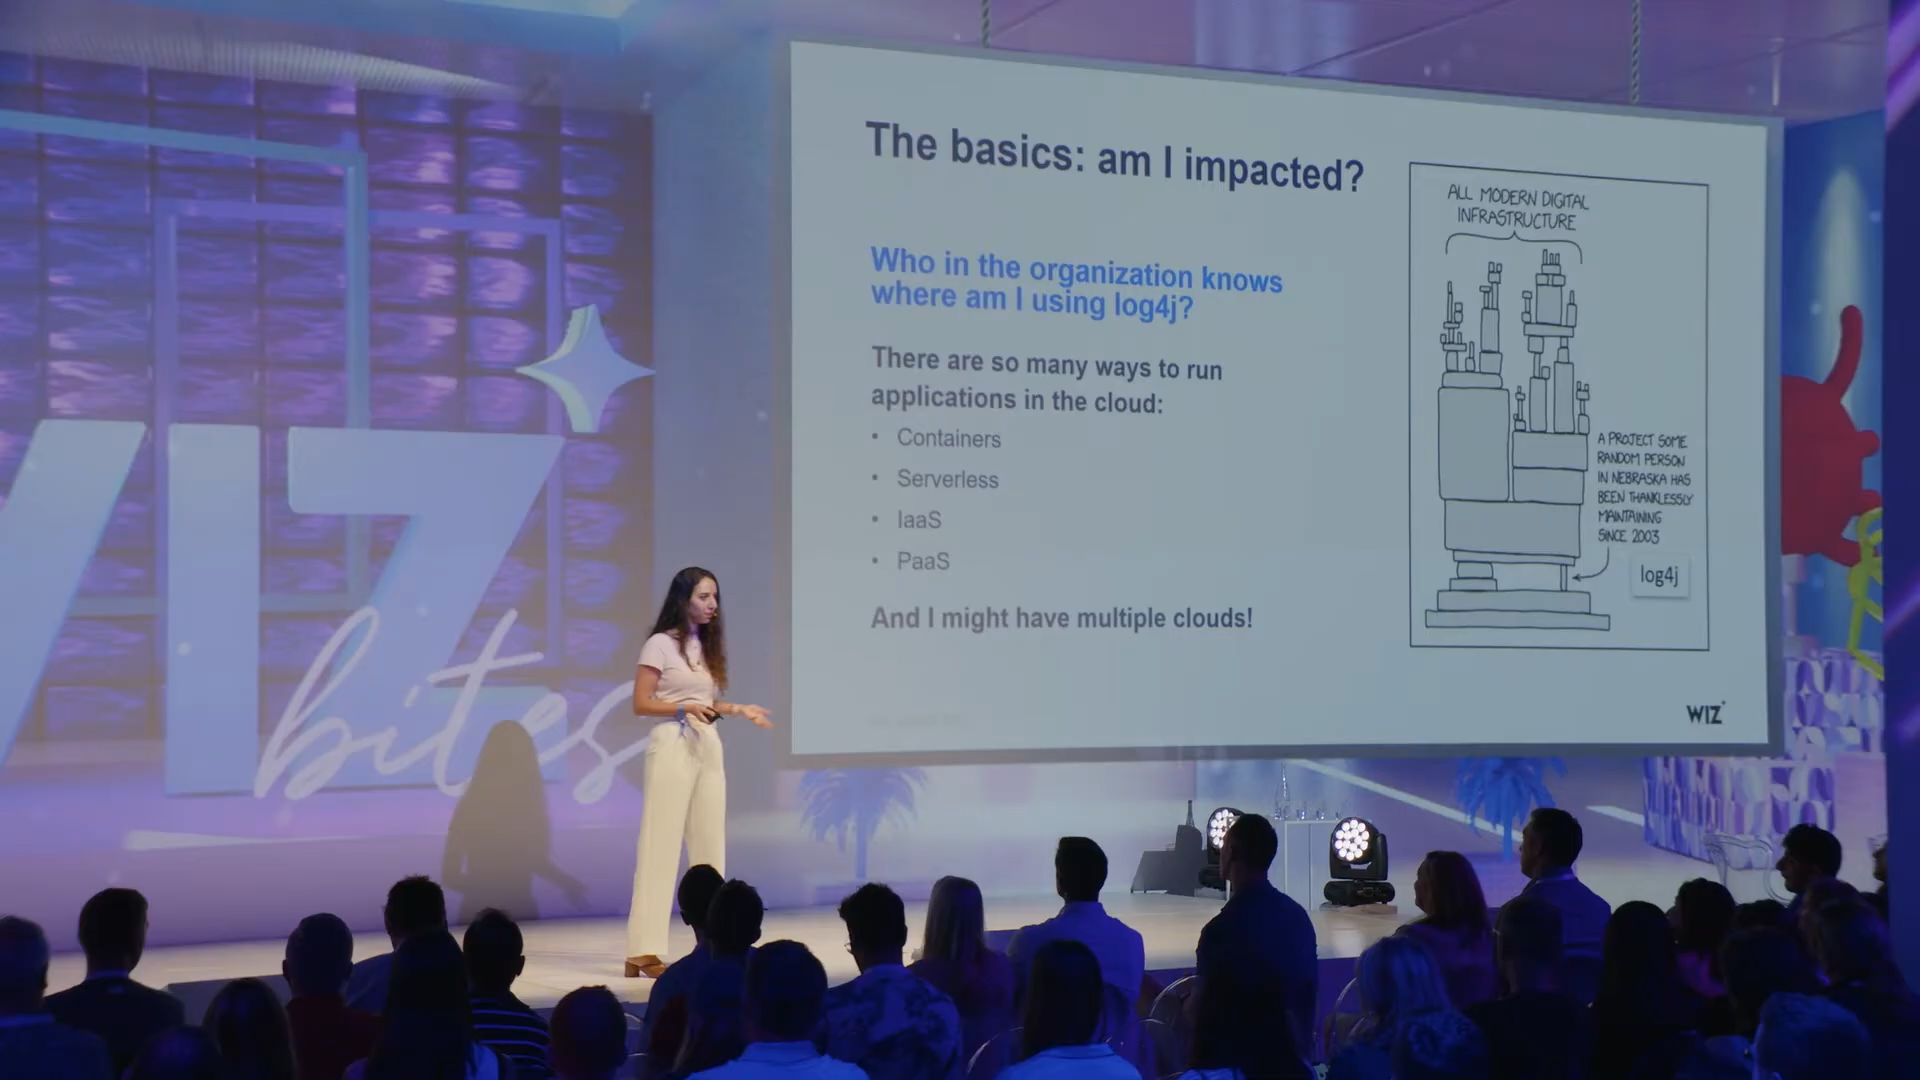 WIZ
bites
The basics: am I impacted?
Who in the organization knows
where am I using log4j?
There are so many ways to run
applications in the cloud:
• Containers
• Serverless
• IaaS
• PaaS
And I might have multiple clouds!
ALL MODERN DIGITAL
INFRASTRUCTURE
A PROJECT SOME
RANDOM PERSON
IN NEBRASKA HAS
BEEN THANKLESSLY
MAINTAINING
SINCE 2003
log4j
WIZ